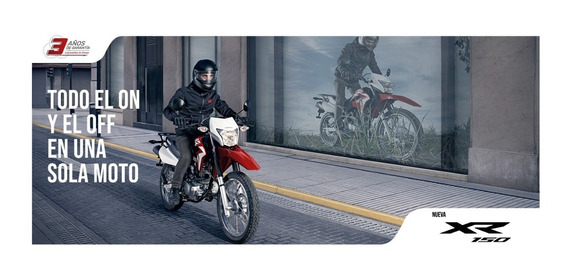 3 AÑOS
DE GARANTÍA
TODO EL ON
Y EL OFF
EN UNA
SOLA MOTO
NUEVA
XR
150